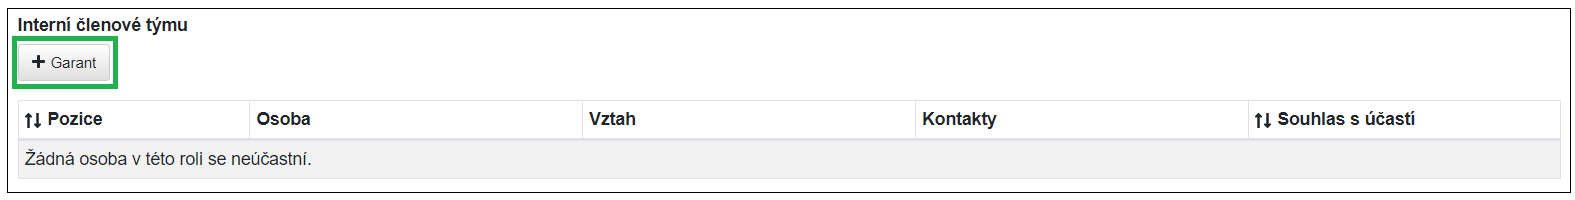 Interní členové týmu
+ Garant
Pozice Osoba Vztah Kontakty Souhlas s účastí
Žádná osoba v této roli se neúčastní.